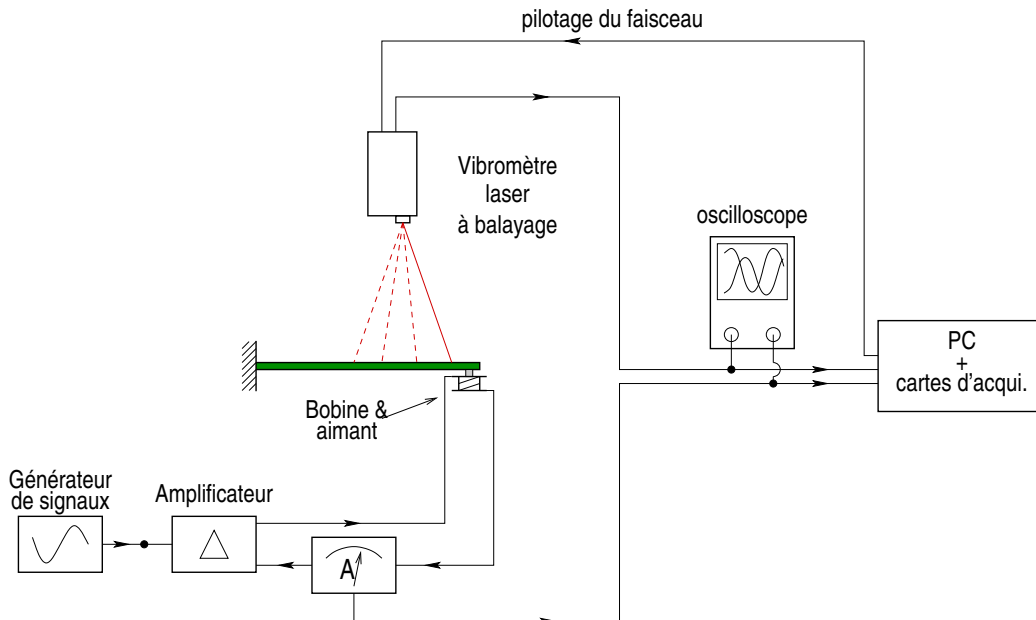 pilotage du faisceau
Vibromètre
laser
à balayage
oscilloscope
PC
+
cartes d'acqui.
Bobine &
aimant
Générateur
de signaux
Amplificateur
A